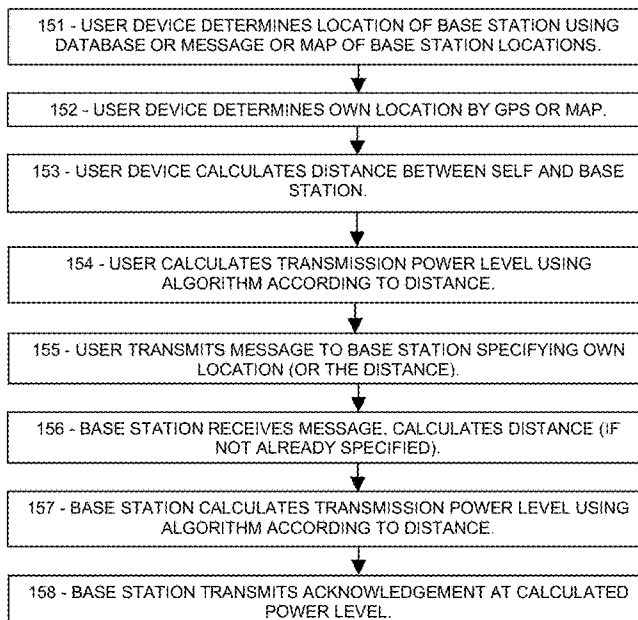 151 - USER DEVICE DETERMINES LOCATION OF BASE STATION USING
DATABASE OR MESSAGE OR MAP OF BASE STATION LOCATIONS.
152 - USER DEVICE DETERMINES OWN LOCATION BY GPS OR MAP.
153 - USER DEVICE CALCULATES DISTANCE BETWEEN SELF AND BASE
STATION.
154 - USER CALCULATES TRANSMISSION POWER LEVEL USING
ALGORITHM ACCORDING TO DISTANCE.
155 - USER TRANSMITS MESSAGE TO BASE STATION SPECIFYING OWN
LOCATION (OR THE DISTANCE).
156 - BASE STATION RECEIVES MESSAGE, CALCULATES DISTANCE (IF
NOT ALREADY SPECIFIED).
157 - BASE STATION CALCULATES TRANSMISSION POWER LEVEL USING
ALGORITHM ACCORDING TO DISTANCE.
158 - BASE STATION TRANSMITS ACKNOWLEDGEMENT AT CALCULATED
POWER LEVEL.